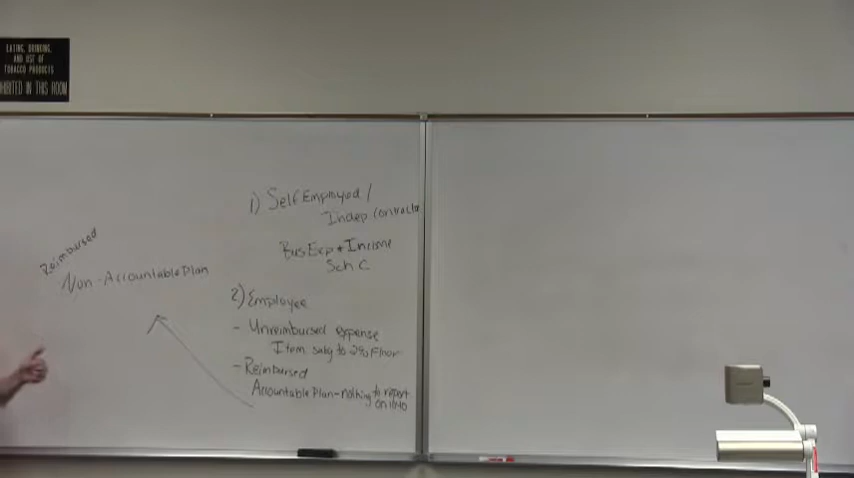 EATING, DRINKING,
AND USE OF
TOBACCO PRODUCTS
HIBITED IN THIS ROOM
1) Self Employed /
Indep Contractor
Bus Exp + Income
Sch C
Reimbursed
Non-Accountable Plan
2) Employee
- Unreimbursed expense
Item subj to 2% Floor
- Reimbursed
Accountable Plan - nothing to report
on 1040